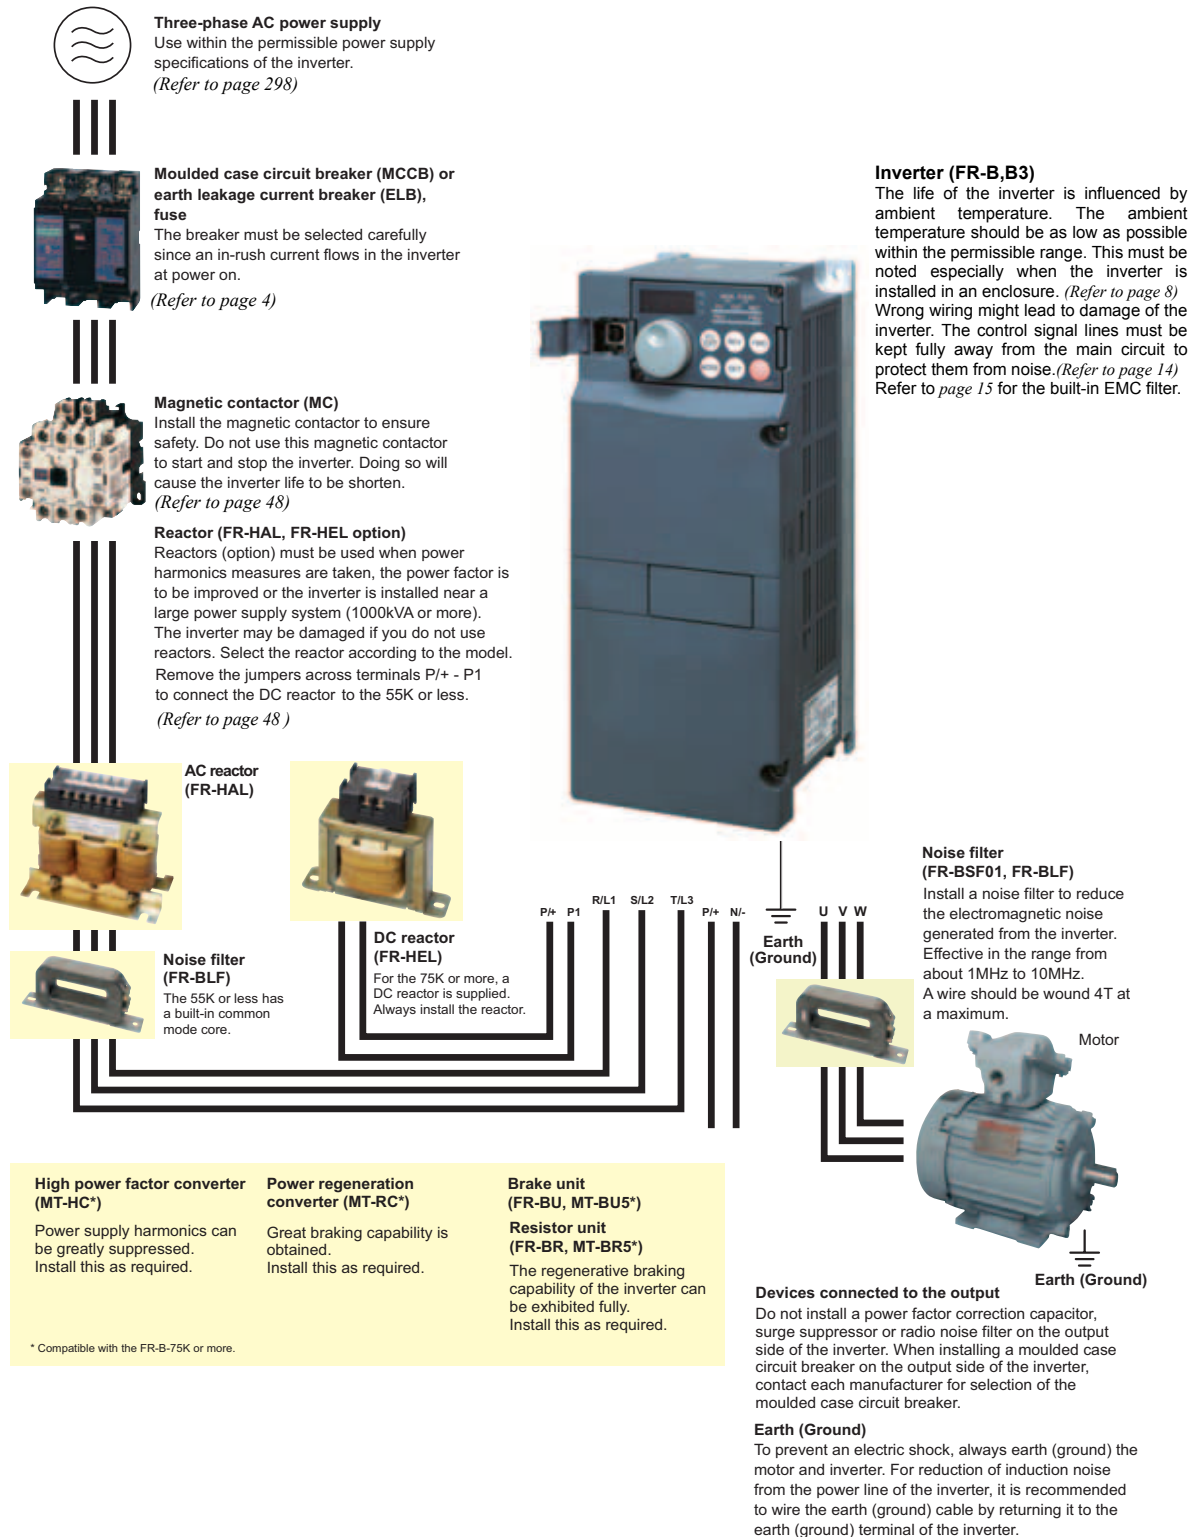 Three-phase AC power supply
Use within the permissible power supply
specifications of the inverter.
(Refer to page 298)
Moulded case circuit breaker (MCCB) or
earth leakage current breaker (ELB),
fuse
The breaker must be selected carefully
since an in-rush current flows in the inverter
at power on.
(Refer to page 4)
Inverter (FR-B,B3)
The life of the inverter is influenced by
ambient temperature. The ambient
temperature should be as low as possible
within the permissible range. This must be
noted especially when the inverter is
installed in an enclosure. (Refer to page 8)
Wrong wiring might lead to damage of the
inverter. The control signal lines must be
kept fully away from the main circuit to
protect them from noise.(Refer to page 14)
Refer to page 15 for the built-in EMC filter.
Magnetic contactor (MC)
Install the magnetic contactor to ensure
safety. Do not use this magnetic contactor
to start and stop the inverter. Doing so will
cause the inverter life to be shorten.
(Refer to page 48)
Reactor (FR-HAL, FR-HEL option)
Reactors (option) must be used when power
harmonics measures are taken, the power factor is
to be improved or the inverter is installed near a
large power supply system (1000kVA or more).
The inverter may be damaged if you do not use
reactors. Select the reactor according to the model.
Remove the jumpers across terminals P/+ - P1
to connect the DC reactor to the 55K or less.
(Refer to page 48 )
AC reactor
(FR-HAL)
Noise filter
(FR-BLF)
The 55K or less has
a built-in common
mode core.
DC reactor
(FR-HEL)
For the 75K or more, a
DC reactor is supplied.
Always install the reactor.
P/+ P1 R/L1 S/L2 T/L3 P/+ N/-
Earth
(Ground)
U V W
Noise filter
(FR-BSF01, FR-BLF)
Install a noise filter to reduce
the electromagnetic noise
generated from the inverter.
Effective in the range from
about 1MHz to 10MHz.
A wire should be wound 4T at
a maximum.
Motor
Earth (Ground)
High power factor converter
(MT-HC*)
Power supply harmonics can
be greatly suppressed.
Install this as required.
Power regeneration
converter (MT-RC*)
Great braking capability is
obtained.
Install this as required.
Brake unit
(FR-BU, MT-BU5*)
Resistor unit
(FR-BR, MT-BR5*)
The regenerative braking
capability of the inverter can
be exhibited fully.
Install this as required.
* Compatible with the FR-B-75K or more.
Devices connected to the output
Do not install a power factor correction capacitor,
surge suppressor or radio noise filter on the output
side of the inverter. When installing a moulded case
circuit breaker on the output side of the inverter,
contact each manufacturer for selection of the
moulded case circuit breaker.
Earth (Ground)
To prevent an electric shock, always earth (ground) the
motor and inverter. For reduction of induction noise
from the power line of the inverter, it is recommended
to wire the earth (ground) cable by returning it to the
earth (ground) terminal of the inverter.